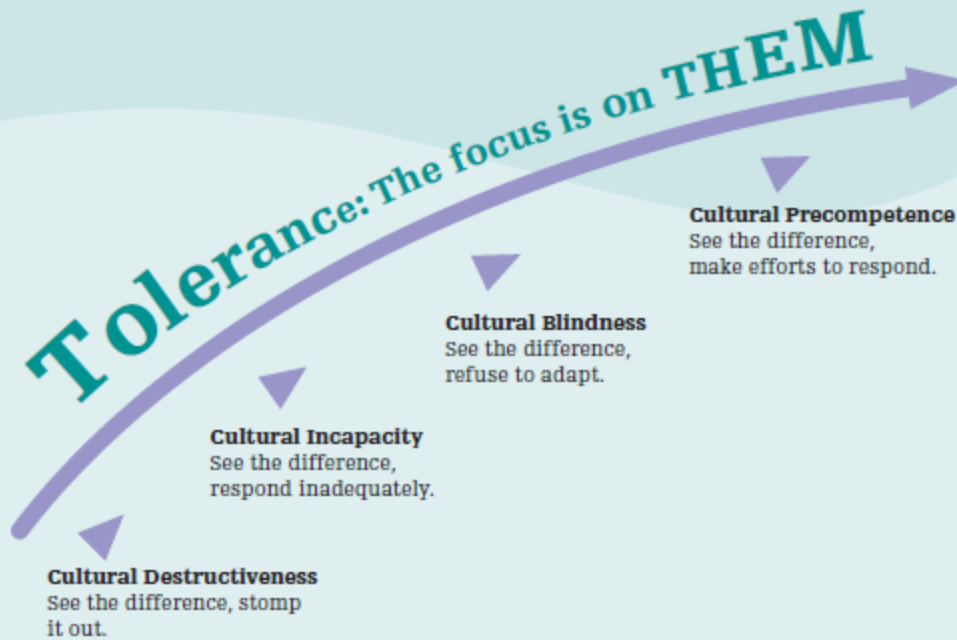 Tolerance: The focus is on THEM
Cultural Precompetence
See the difference,
make efforts to respond.
Cultural Blindness
See the difference,
refuse to adapt.
Cultural Incapacity
See the difference,
respond inadequately.
Cultural Destructiveness
See the difference, stomp
it out.